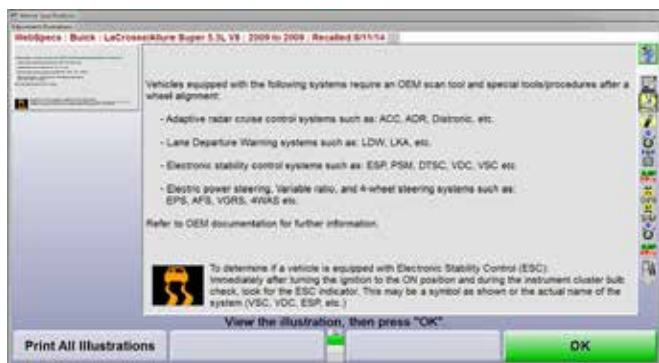 WebSpecs : Buick : LaCrosse/Allure Super 5.3L V8 : 2009 to 2009 : Recalled 8/11/14
Vehicles equipped with the following systems require an OEM scan tool and special tools/procedures after a
wheel alignment:
- Adaptive radar cruise control systems such as: ACC, ADR, Distronic, etc.
- Lane Departure Warning systems such as: LDW, LKA, etc.
- Electronic stability control systems such as: ESP, PSM, DTSC, VDC, VSC etc.
- Electric power steering, Variable ratio, and 4-wheel steering systems such as:
EPS, AFS, VGRS, 4WAS etc.
Refer to OEM documentation for further information.
To determine if a vehicle is equipped with Electronic Stability Control (ESC):
Immediately after turning the ignition to the ON position and during the instrument cluster bulb
check, look for the ESC indicator. This may be a symbol as shown or the actual name of the
system (VSC, VDC, ESP, etc.)
View the illustration, then press "OK".
Print All Illustrations
OK